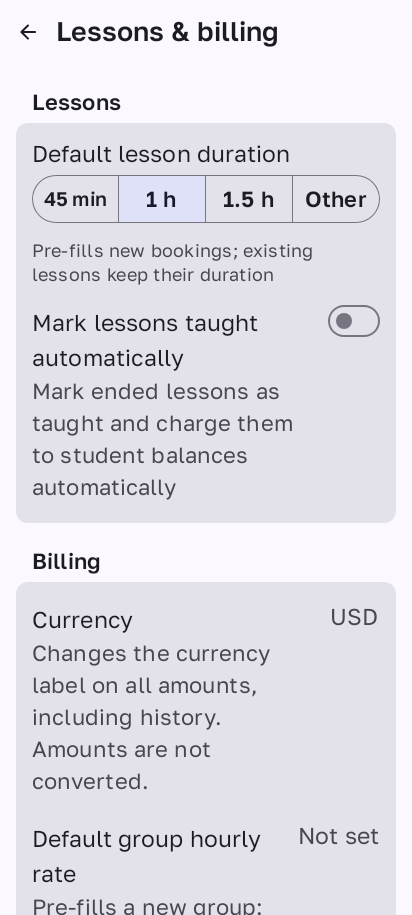 Lessons & billing
Lessons
Default lesson duration
45 min
1 h
1.5 h
Other
Pre-fills new bookings; existing
lessons keep their duration
Mark lessons taught
automatically
Mark ended lessons as
taught and charge them
to student balances
automatically
Billing
Currency
USD
Changes the currency
label on all amounts,
including history.
Amounts are not
converted.
Default group hourly
rate
Not set
Pre-fills a new group;